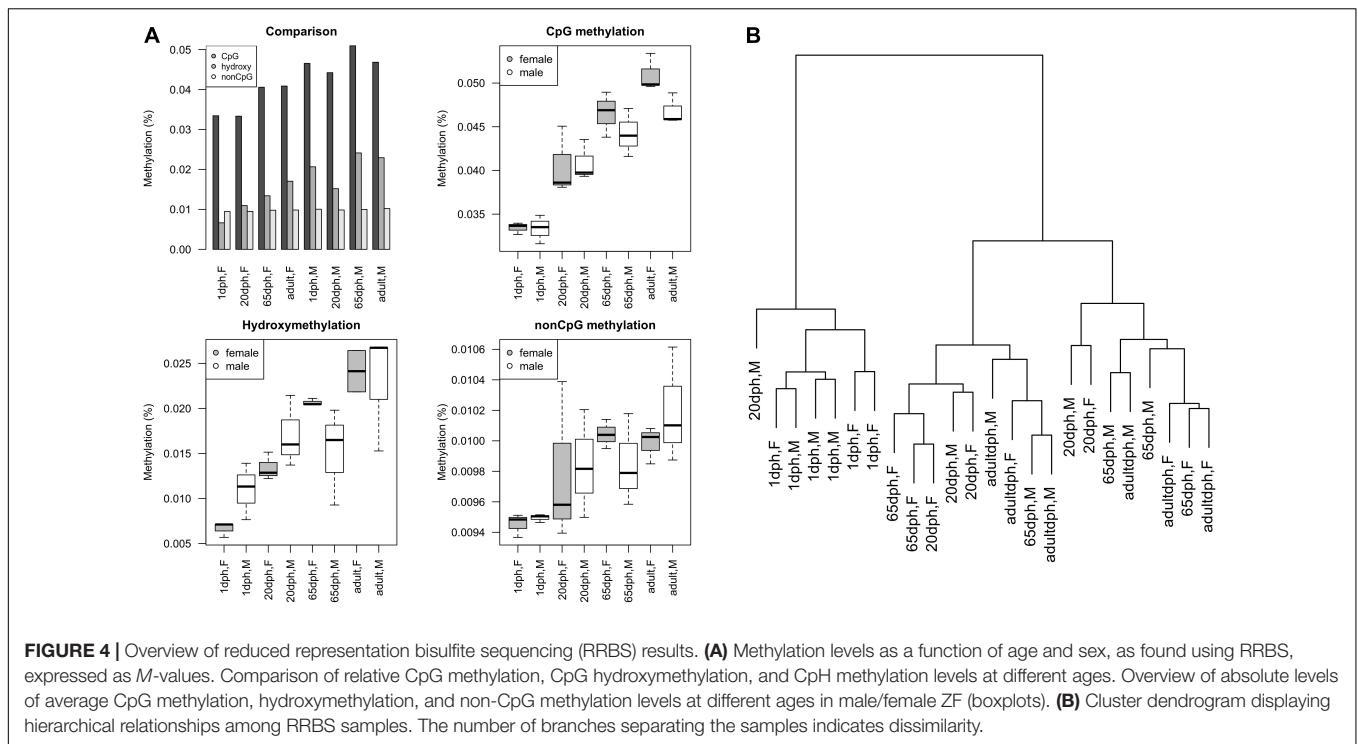 A
Comparison
CpG
hydroxy
nonCpG
Methylation (%)
0.05
0.04
0.03
0.02
0.01
0.00
1dph,F
20dph,F
65dph,F
adult,F
1dph,M
20dph,M
65dph,M
adult,M
CpG methylation
female
male
Methylation (%)
0.050
0.045
0.040
0.035
1dph,F
1dph,M
20dph,F
20dph,M
65dph,F
65dph,M
adult,F
adult,M
Hydroxymethylation
female
male
Methylation (%)
0.025
0.020
0.015
0.010
0.005
1dph,F
1dph,M
20dph,F
20dph,M
65dph,F
65dph,M
adult,F
adult,M
nonCpG methylation
female
male
Methylation (%)
0.0106
0.0104
0.0102
0.0100
0.0098
0.0096
0.0094
1dph,F
1dph,M
20dph,F
20dph,M
65dph,F
65dph,M
adult,F
adult,M
B
20dph,M
1dph,F
1dph,M
1dph,M
1dph,M
1dph,F
1dph,F
65dph,F
65dph,F
20dph,F
20dph,M
20dph,F
adultdph,M
adultdph,F
65dph,M
adultdph,M
20dph,M
20dph,F
65dph,M
adultdph,M
65dph,M
adultdph,F
65dph,F
adultdph,F
FIGURE 4 | Overview of reduced representation bisulfite sequencing (RRBS) results. (A) Methylation levels as a function of age and sex, as found using RRBS,
expressed as M-values. Comparison of relative CpG methylation, CpG hydroxymethylation, and CpH methylation levels at different ages. Overview of absolute levels
of average CpG methylation, hydroxymethylation, and non-CpG methylation levels at different ages in male/female ZF (boxplots). (B) Cluster dendrogram displaying
hierarchical relationships among RRBS samples. The number of branches separating the samples indicates dissimilarity.